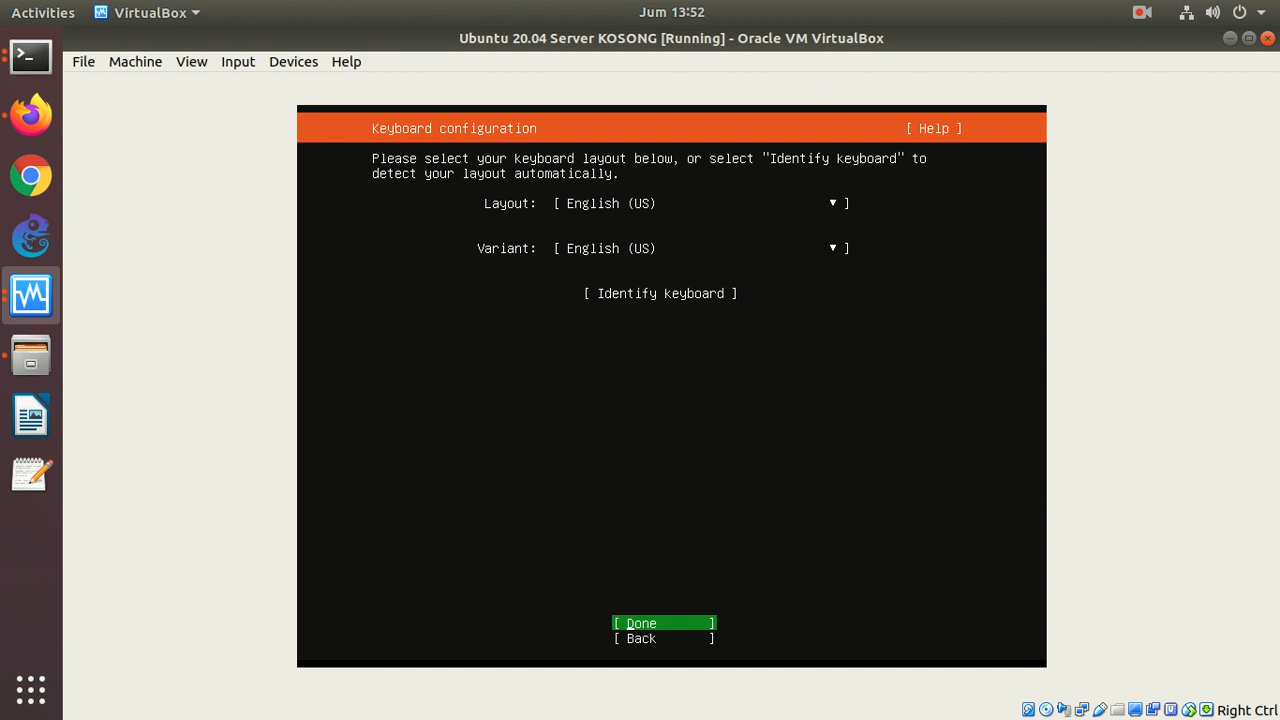 Activities VirtualBox Jum 13:52
Ubuntu 20.04 Server KOSONG [Running] - Oracle VM VirtualBox
File Machine View Input Devices Help
Keyboard configuration [ Help ]
Please select your keyboard layout below, or select "Identify keyboard" to
detect your layout automatically.
Layout: [ English (US) ▾ ]
Variant: [ English (US) ▾ ]
[ Identify keyboard ]
[ Done ]
[ Back ]
Right Ctrl